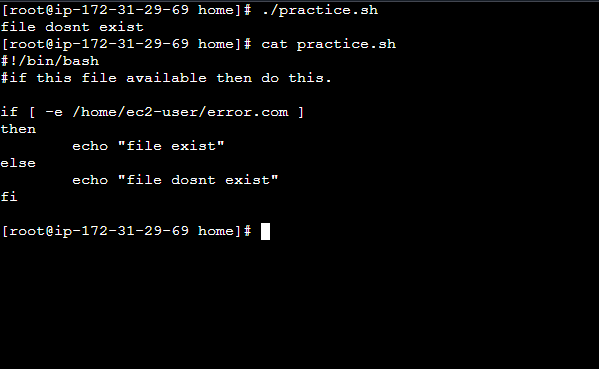 [root@ip-172-31-29-69 home]# ./practice.sh
file dosnt exist
[root@ip-172-31-29-69 home]# cat practice.sh
#!/bin/bash
#if this file available then do this.

if [ -e /home/ec2-user/error.com ]
then
        echo "file exist"
else
        echo "file dosnt exist"
fi

[root@ip-172-31-29-69 home]#